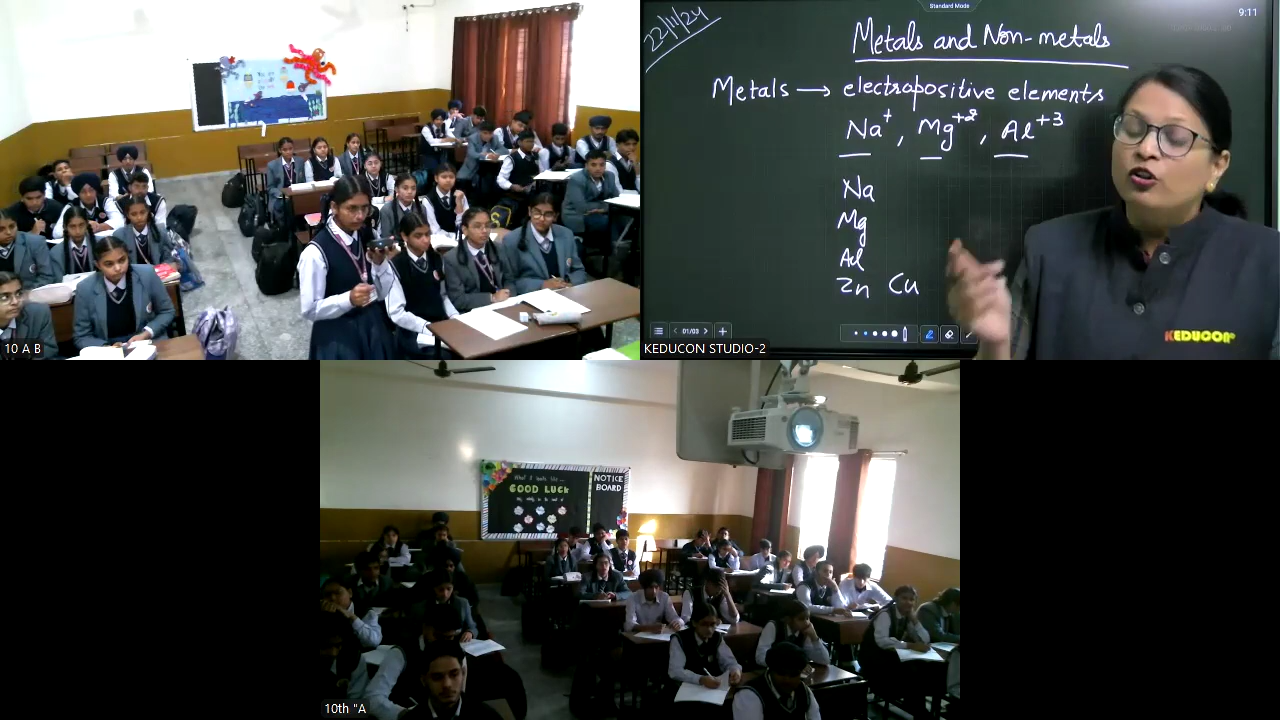 Standard Mode
9:11
22/11/24
Metals and Non-metals
Metals → electropositive elements
Na⁺, Mg⁺², Al⁺³
Na
Mg
Al
Zn Cu
01/03
KEDUCON
10 A B
KEDUCON STUDIO-2
GOOD LUCK
NOTICE
BOARD
10th "A